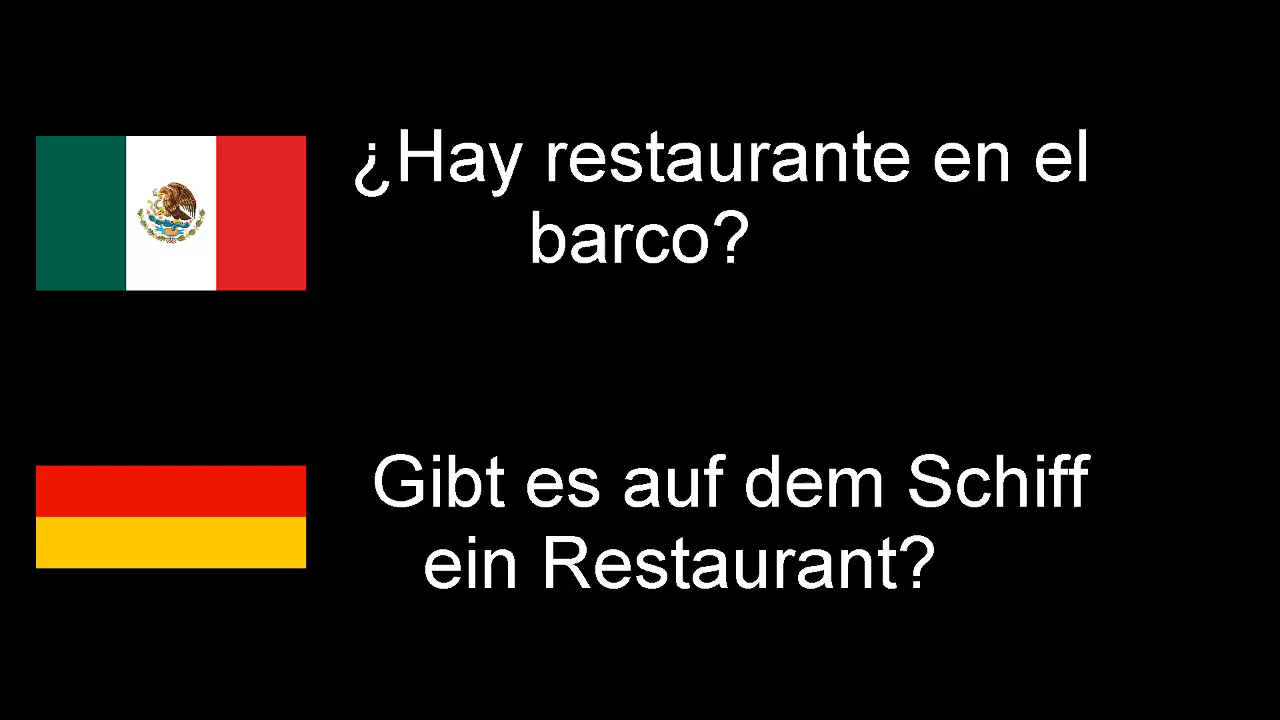 ¿Hay restaurante en el
barco?
Gibt es auf dem Schiff
ein Restaurant?